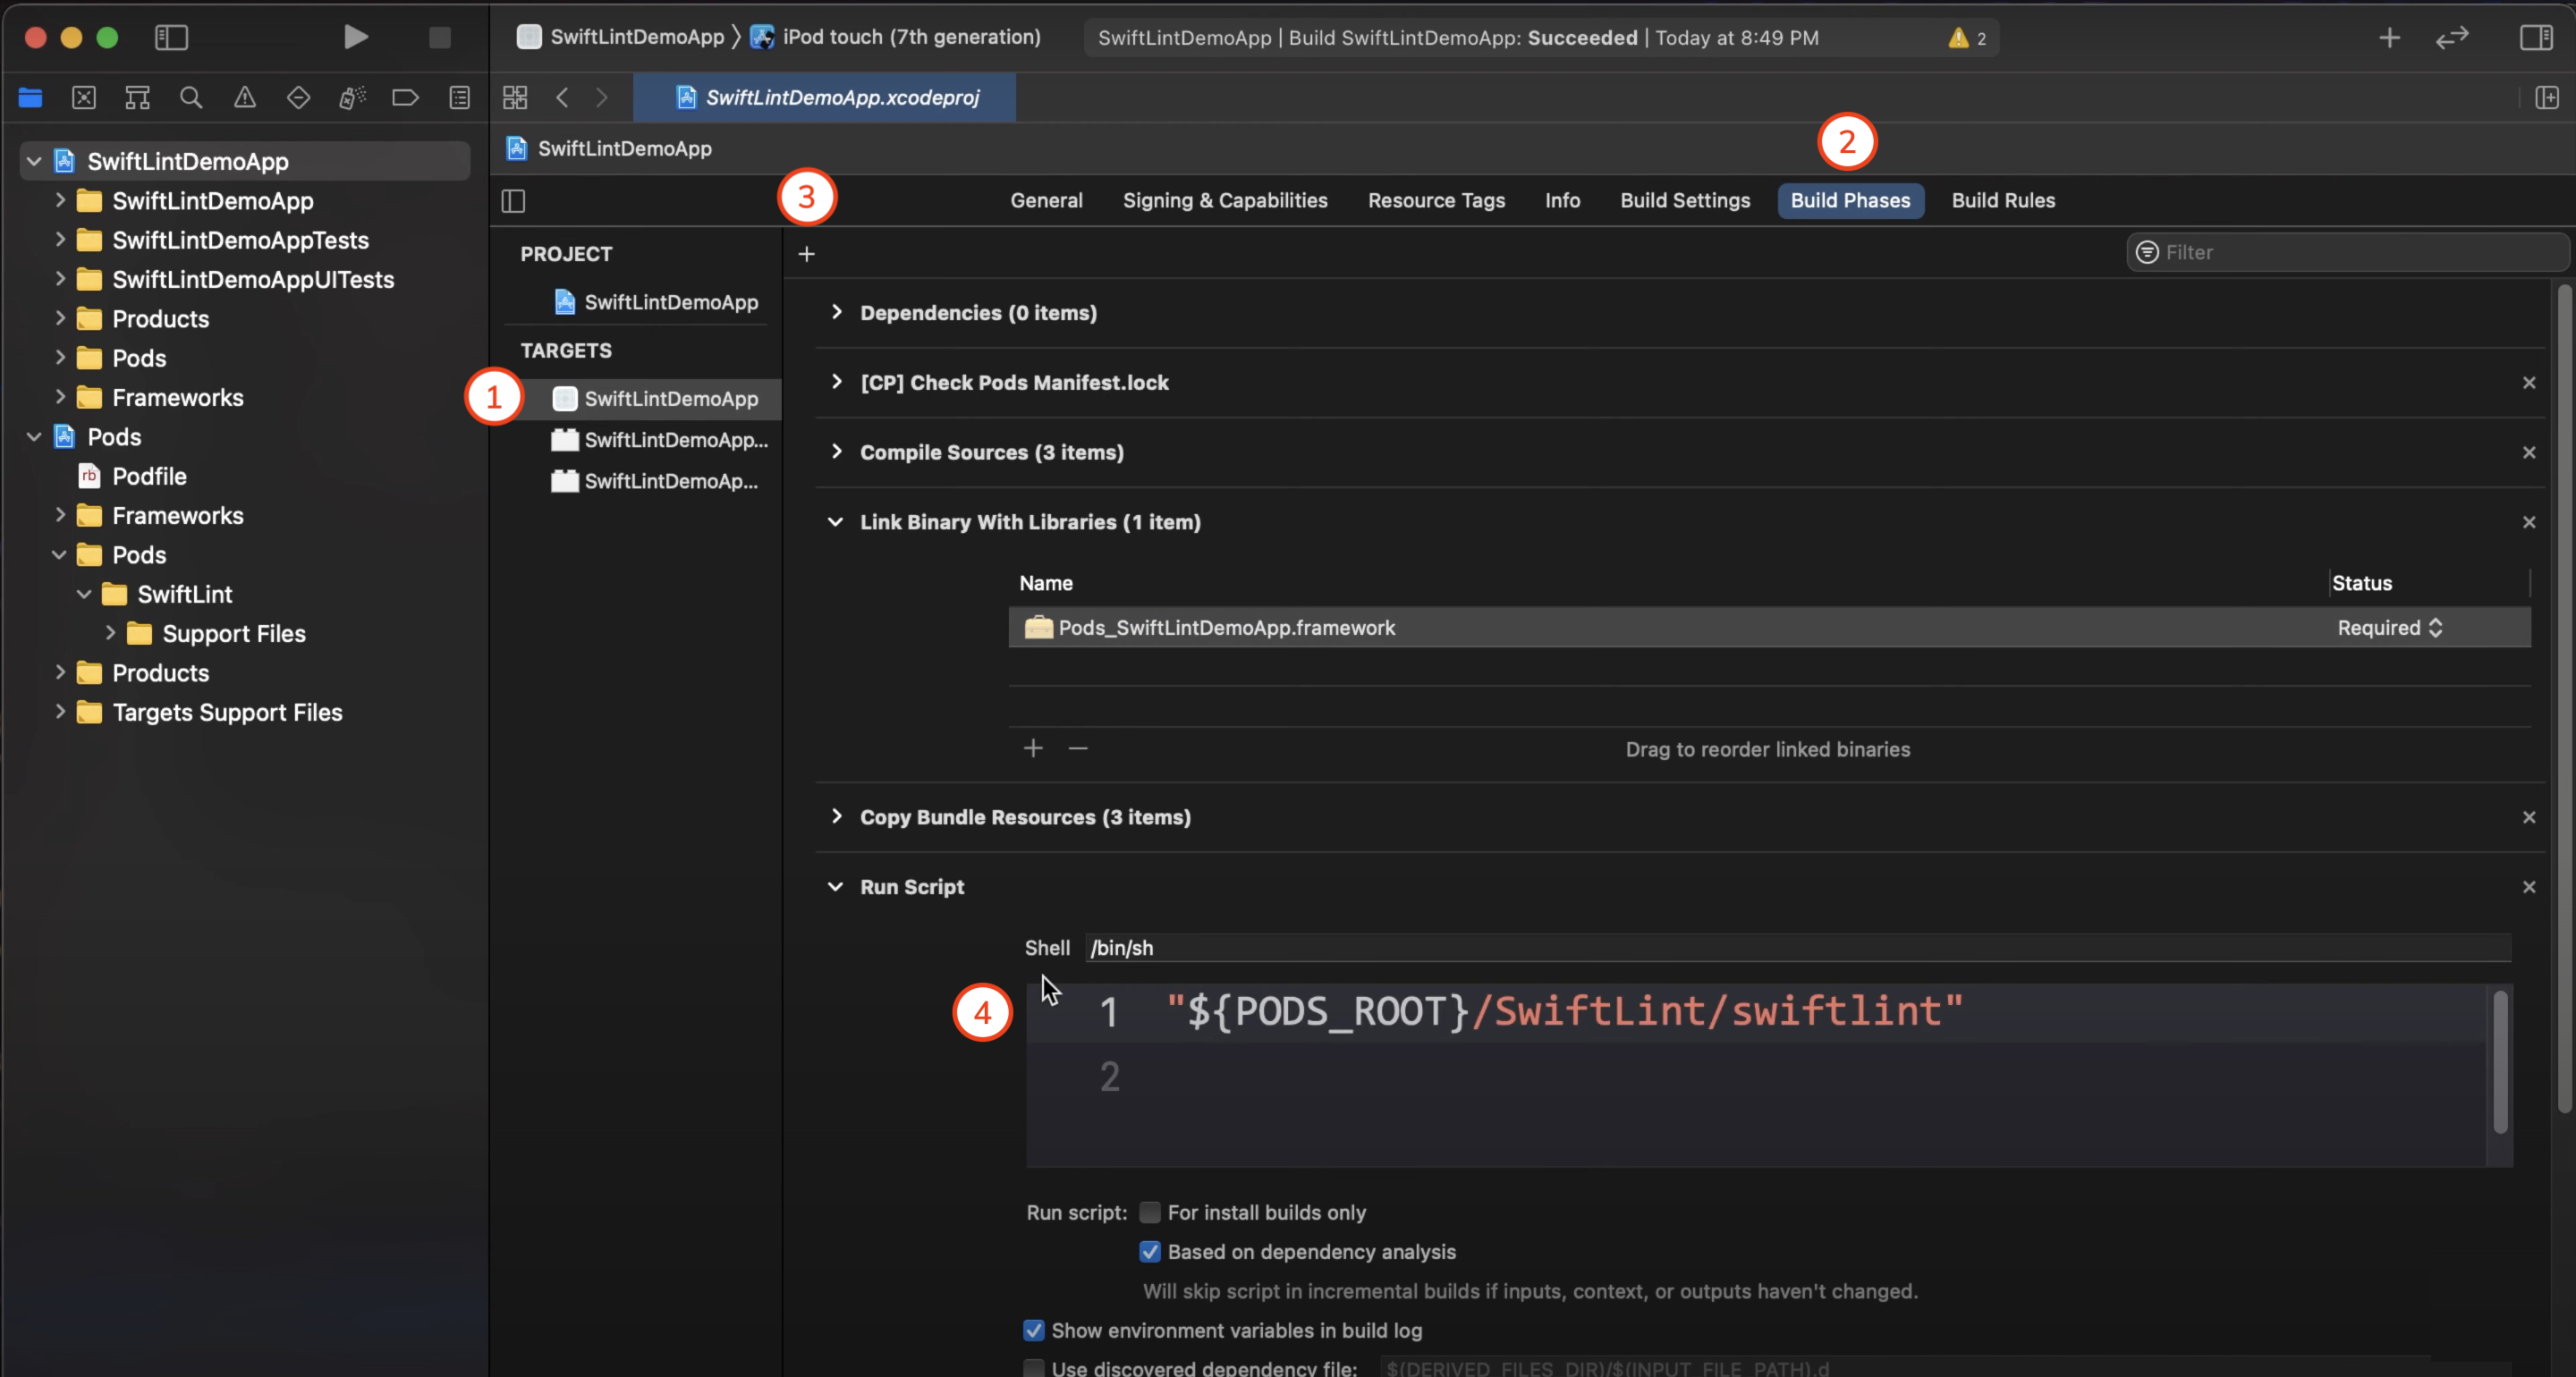 SwiftLintDemoApp 〉 iPod touch (7th generation)
SwiftLintDemoApp | Build SwiftLintDemoApp: Succeeded | Today at 8:49 PM
2
SwiftLintDemoApp.xcodeproj
SwiftLintDemoApp
SwiftLintDemoApp
SwiftLintDemoAppTests
SwiftLintDemoAppUITests
Products
Pods
Frameworks
Pods
rb Podfile
Frameworks
Pods
SwiftLint
Support Files
Products
Targets Support Files
SwiftLintDemoApp
2
3
General Signing & Capabilities Resource Tags Info Build Settings Build Phases Build Rules
PROJECT
SwiftLintDemoApp
TARGETS
1
SwiftLintDemoApp
SwiftLintDemoApp...
SwiftLintDemoAp...
+
Filter
Dependencies (0 items)
[CP] Check Pods Manifest.lock
Compile Sources (3 items)
Link Binary With Libraries (1 item)
Name Status
Pods_SwiftLintDemoApp.framework Required
+ − Drag to reorder linked binaries
Copy Bundle Resources (3 items)
Run Script
Shell /bin/sh
4
1 "${PODS_ROOT}/SwiftLint/swiftlint"
2
Run script: For install builds only
Based on dependency analysis
Will skip script in incremental builds if inputs, context, or outputs haven't changed.
Show environment variables in build log
Use discovered dependency file: $(DERIVED_FILES_DIR)/$(INPUT_FILE_PATH).d